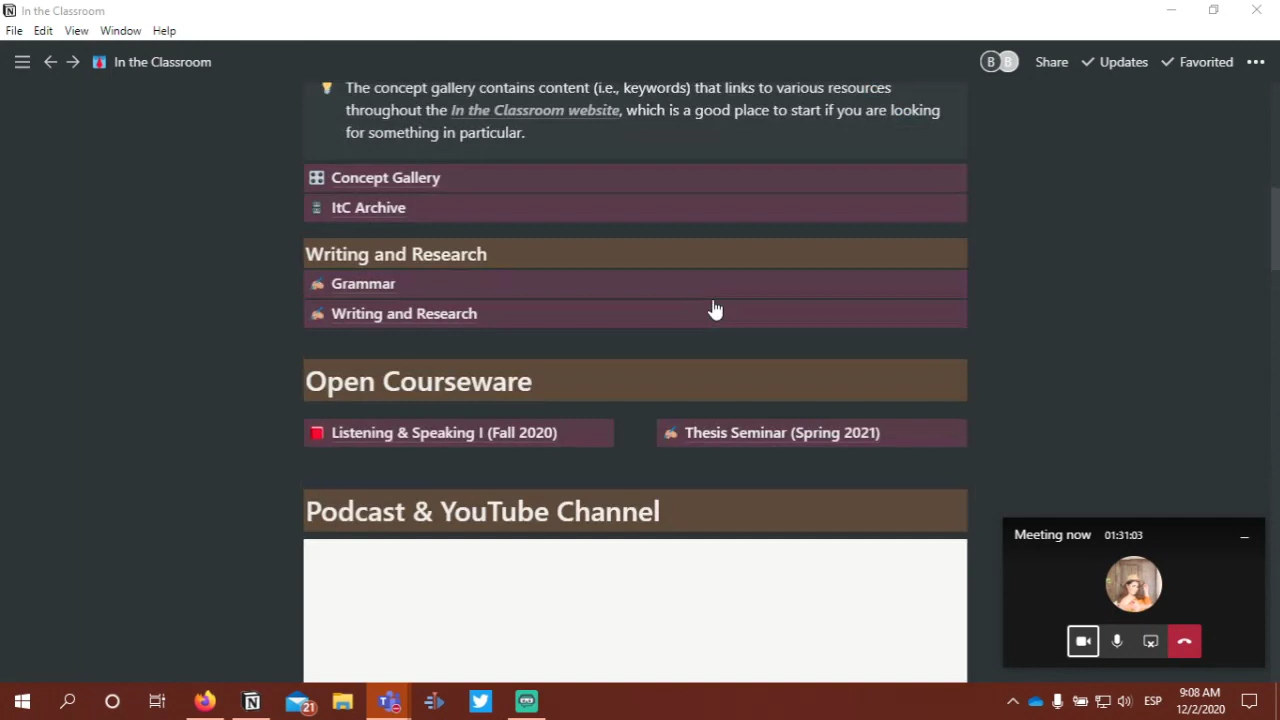 In the Classroom
File Edit View Window Help
In the Classroom
B B Share Updates Favorited
The concept gallery contains content (i.e., keywords) that links to various resources
throughout the In the Classroom website, which is a good place to start if you are looking
for something in particular.
Concept Gallery
ItC Archive
Writing and Research
Grammar
Writing and Research
Open Courseware
Listening & Speaking I (Fall 2020)
Thesis Seminar (Spring 2021)
Podcast & YouTube Channel
Meeting now 01:31:03
21
ESP
9:08 AM
12/2/2020